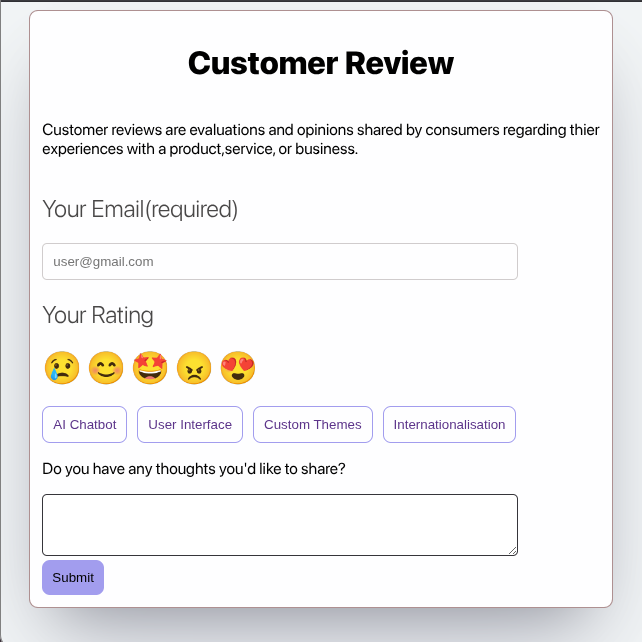 Customer Review
Customer reviews are evaluations and opinions shared by consumers regarding thier
experiences with a product,service, or business.
Your Email(required)
user@gmail.com
Your Rating
AI Chatbot User Interface Custom Themes Internationalisation
Do you have any thoughts you'd like to share?
Submit